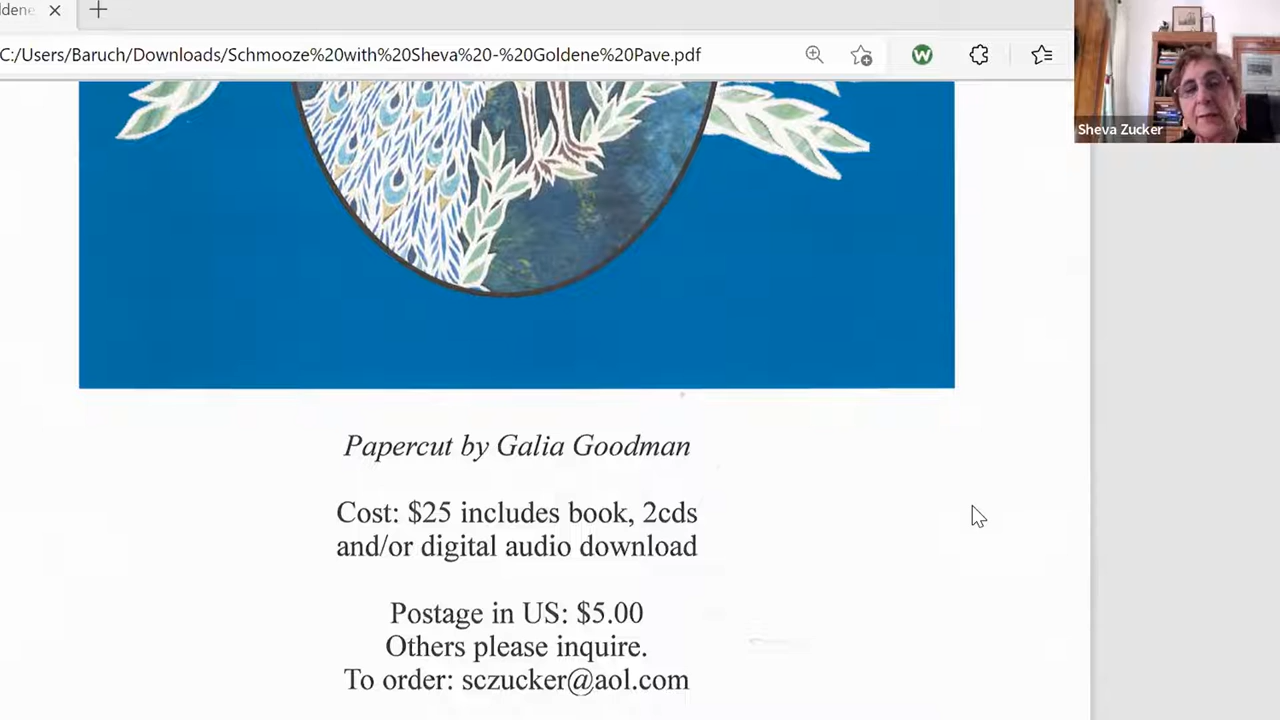 ldene
C:/Users/Baruch/Downloads/Schmooze%20with%20Sheva%20-%20Goldene%20Pave.pdf
W
Sheva Zucker
Papercut by Galia Goodman
Cost: $25 includes book, 2cds
and/or digital audio download
Postage in US: $5.00
Others please inquire.
To order: sczucker@aol.com